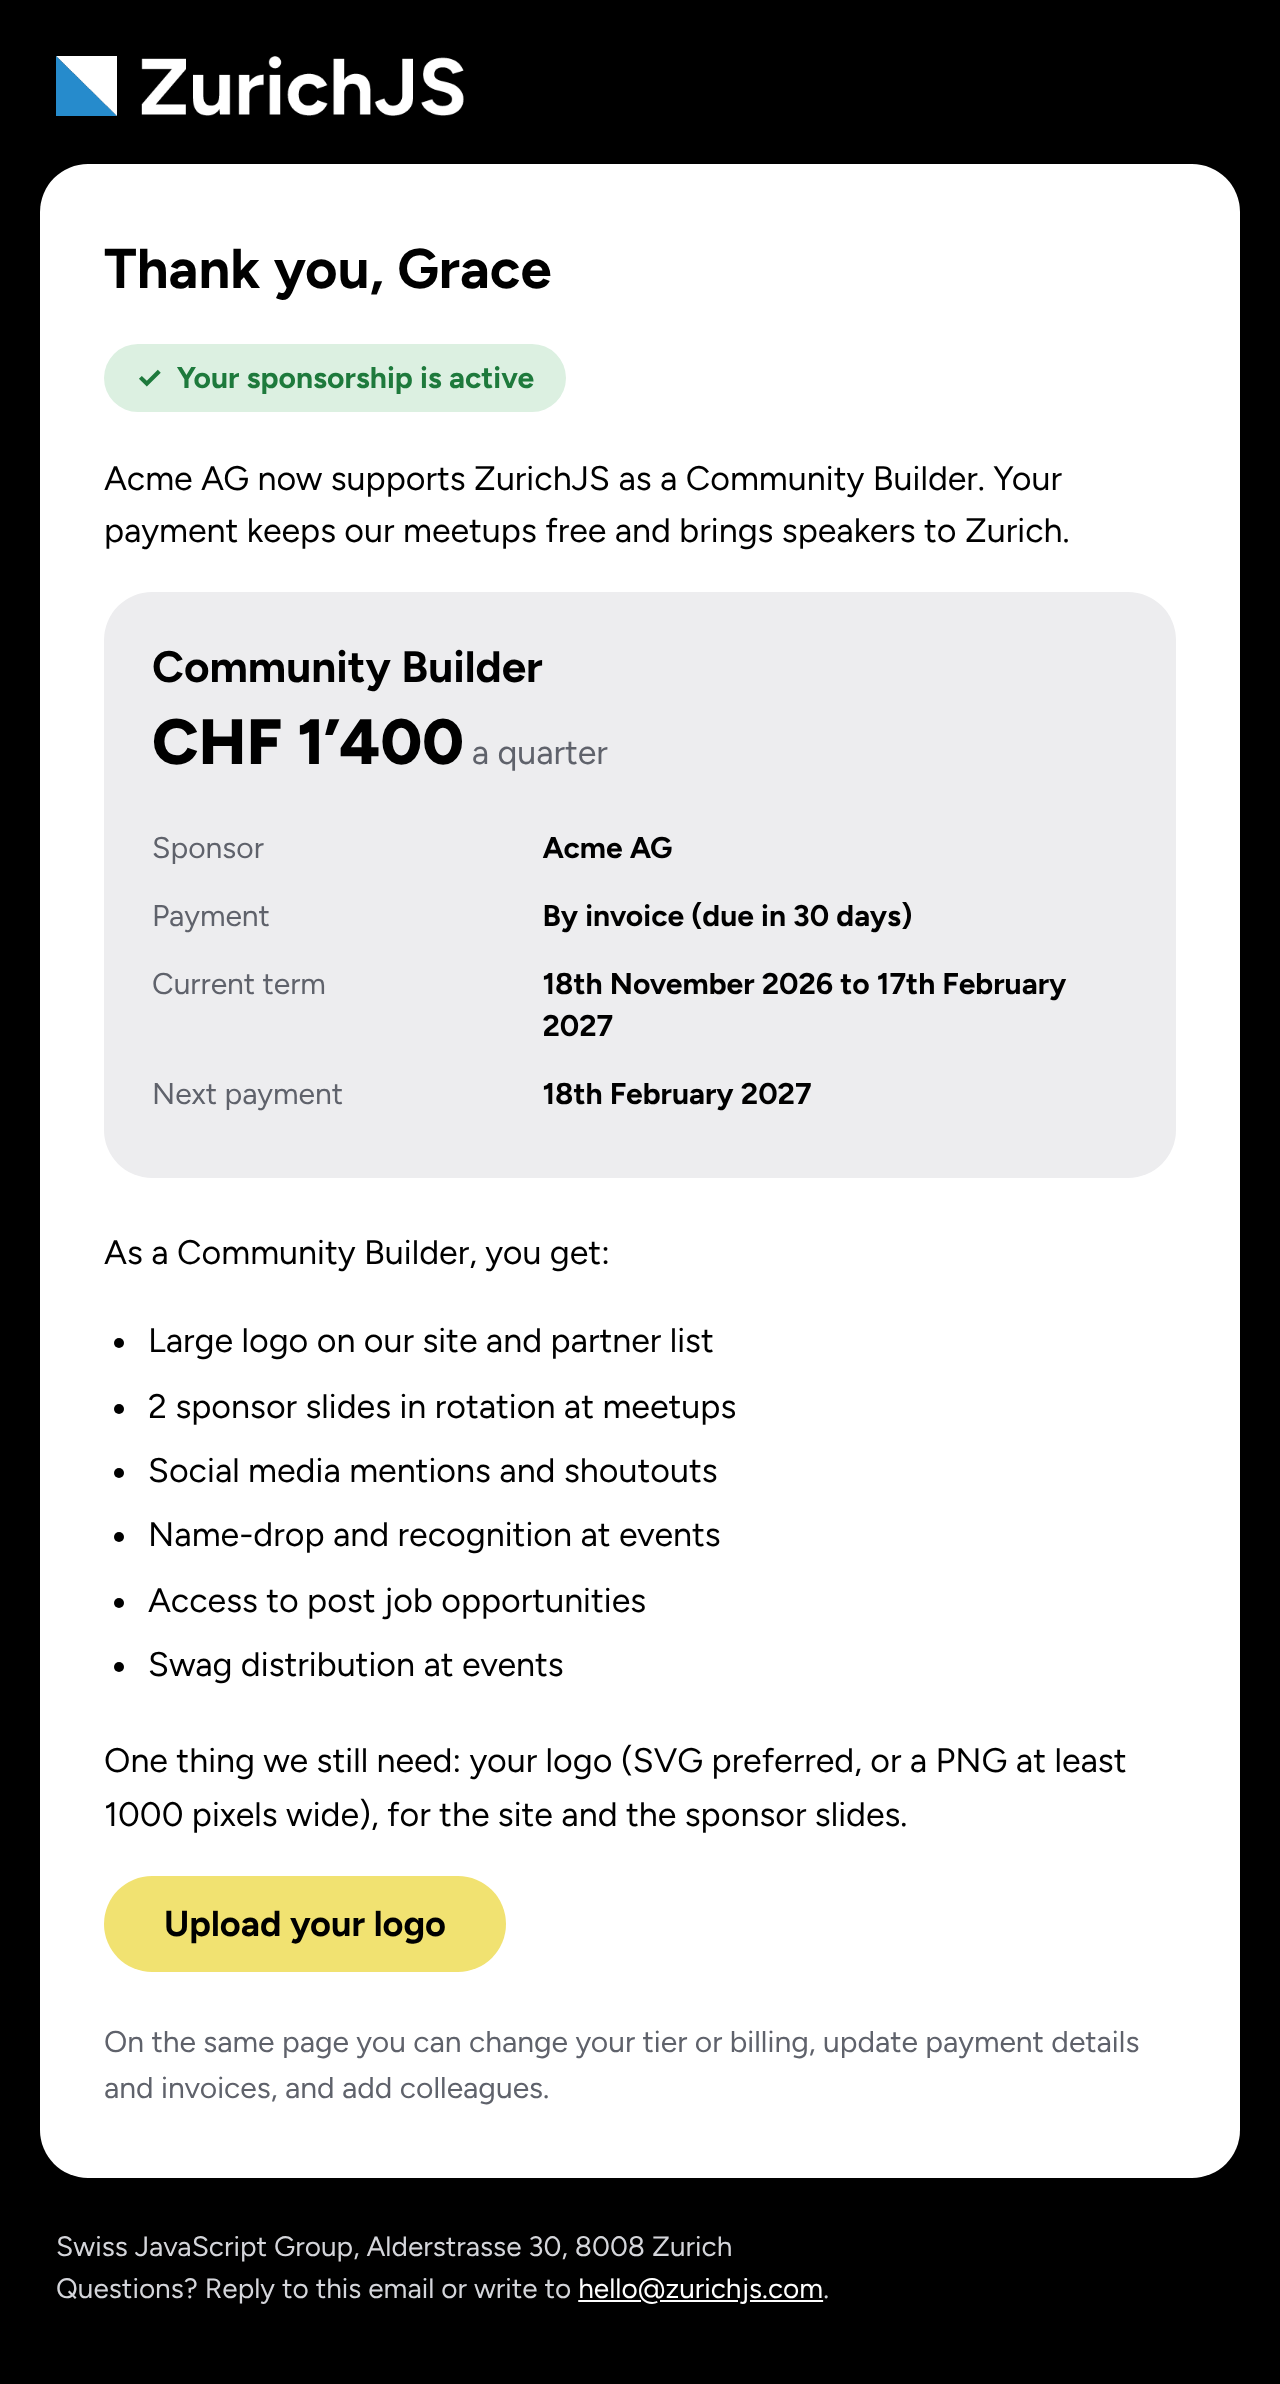 ZurichJS
Thank you, Grace
✓ Your sponsorship is active
Acme AG now supports ZurichJS as a Community Builder. Your
payment keeps our meetups free and brings speakers to Zurich.
Community Builder
CHF 1’400 a quarter
Sponsor Acme AG
Payment By invoice (due in 30 days)
Current term 18th November 2026 to 17th February
2027
Next payment 18th February 2027
As a Community Builder, you get:
• Large logo on our site and partner list
• 2 sponsor slides in rotation at meetups
• Social media mentions and shoutouts
• Name-drop and recognition at events
• Access to post job opportunities
• Swag distribution at events
One thing we still need: your logo (SVG preferred, or a PNG at least
1000 pixels wide), for the site and the sponsor slides.
Upload your logo
On the same page you can change your tier or billing, update payment details
and invoices, and add colleagues.
Swiss JavaScript Group, Alderstrasse 30, 8008 Zurich
Questions? Reply to this email or write to hello@zurichjs.com.